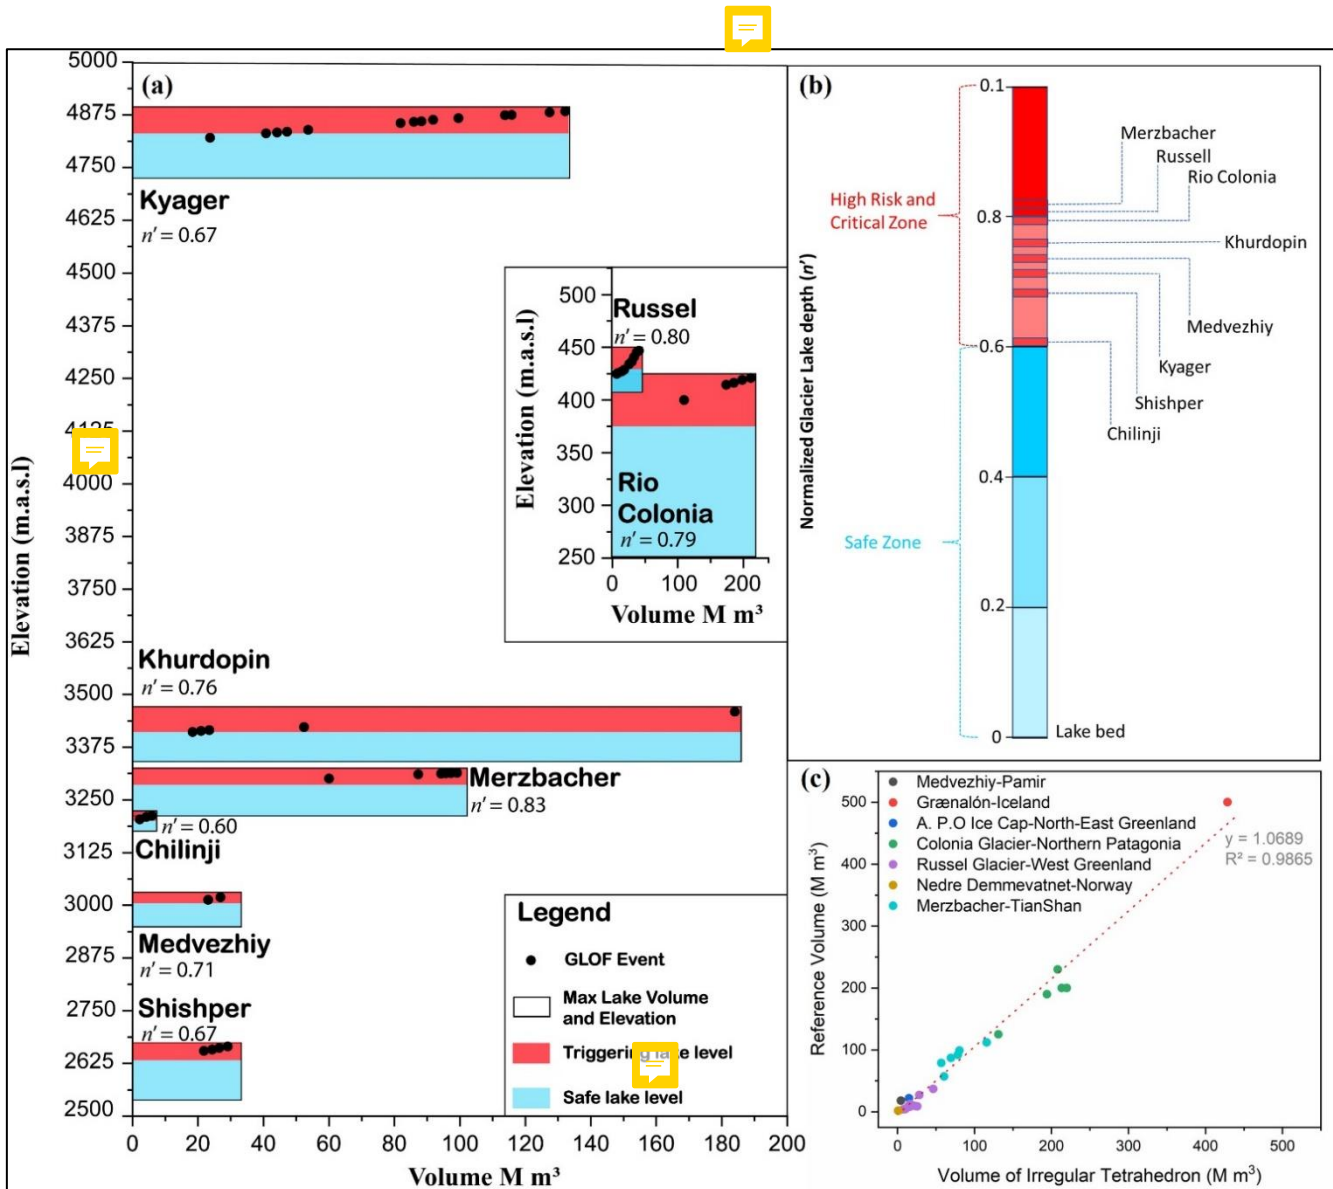 (a)
5000
4875
4750
4625
4500
4375
4250
4125
4000
3875
3750
3625
3500
3375
3250
3125
3000
2875
2750
2625
2500
Elevation (m.a.s.l)
0
20
40
60
80
100
120
140
160
180
200
Volume M m³
Kyager
n' = 0.67
Khurdopin
n' = 0.76
Merzbacher
n' = 0.83
n' = 0.60
Chilinji
Medvezhiy
n' = 0.71
Shishper
n' = 0.67
Elevation (m.a.s.l)
500
450
400
350
300
250
Russel
n' = 0.80
Rio
Colonia
n' = 0.79
0
100
200
Volume M m³
Legend
GLOF Event
Max Lake Volume
and Elevation
Triggering lake level
Safe lake level
(b)
Normalized Glacier Lake depth (n')
0.1
0.8
0.6
0.4
0.2
0
High Risk and
Critical Zone
Safe Zone
Merzbacher
Russell
Rio Colonia
Khurdopin
Medvezhiy
Kyager
Shishper
Chilinji
Lake bed
(c)
Medvezhiy-Pamir
Grænalón-Iceland
A. P.O Ice Cap-North-East Greenland
Colonia Glacier-Northern Patagonia
Russel Glacier-West Greenland
Nedre Demmevatnet-Norway
Merzbacher-TianShan
y = 1.0689
R² = 0.9865
Reference Volume (M m³)
500
400
300
200
100
0
0
100
200
300
400
500
Volume of Irregular Tetrahedron (M m³)